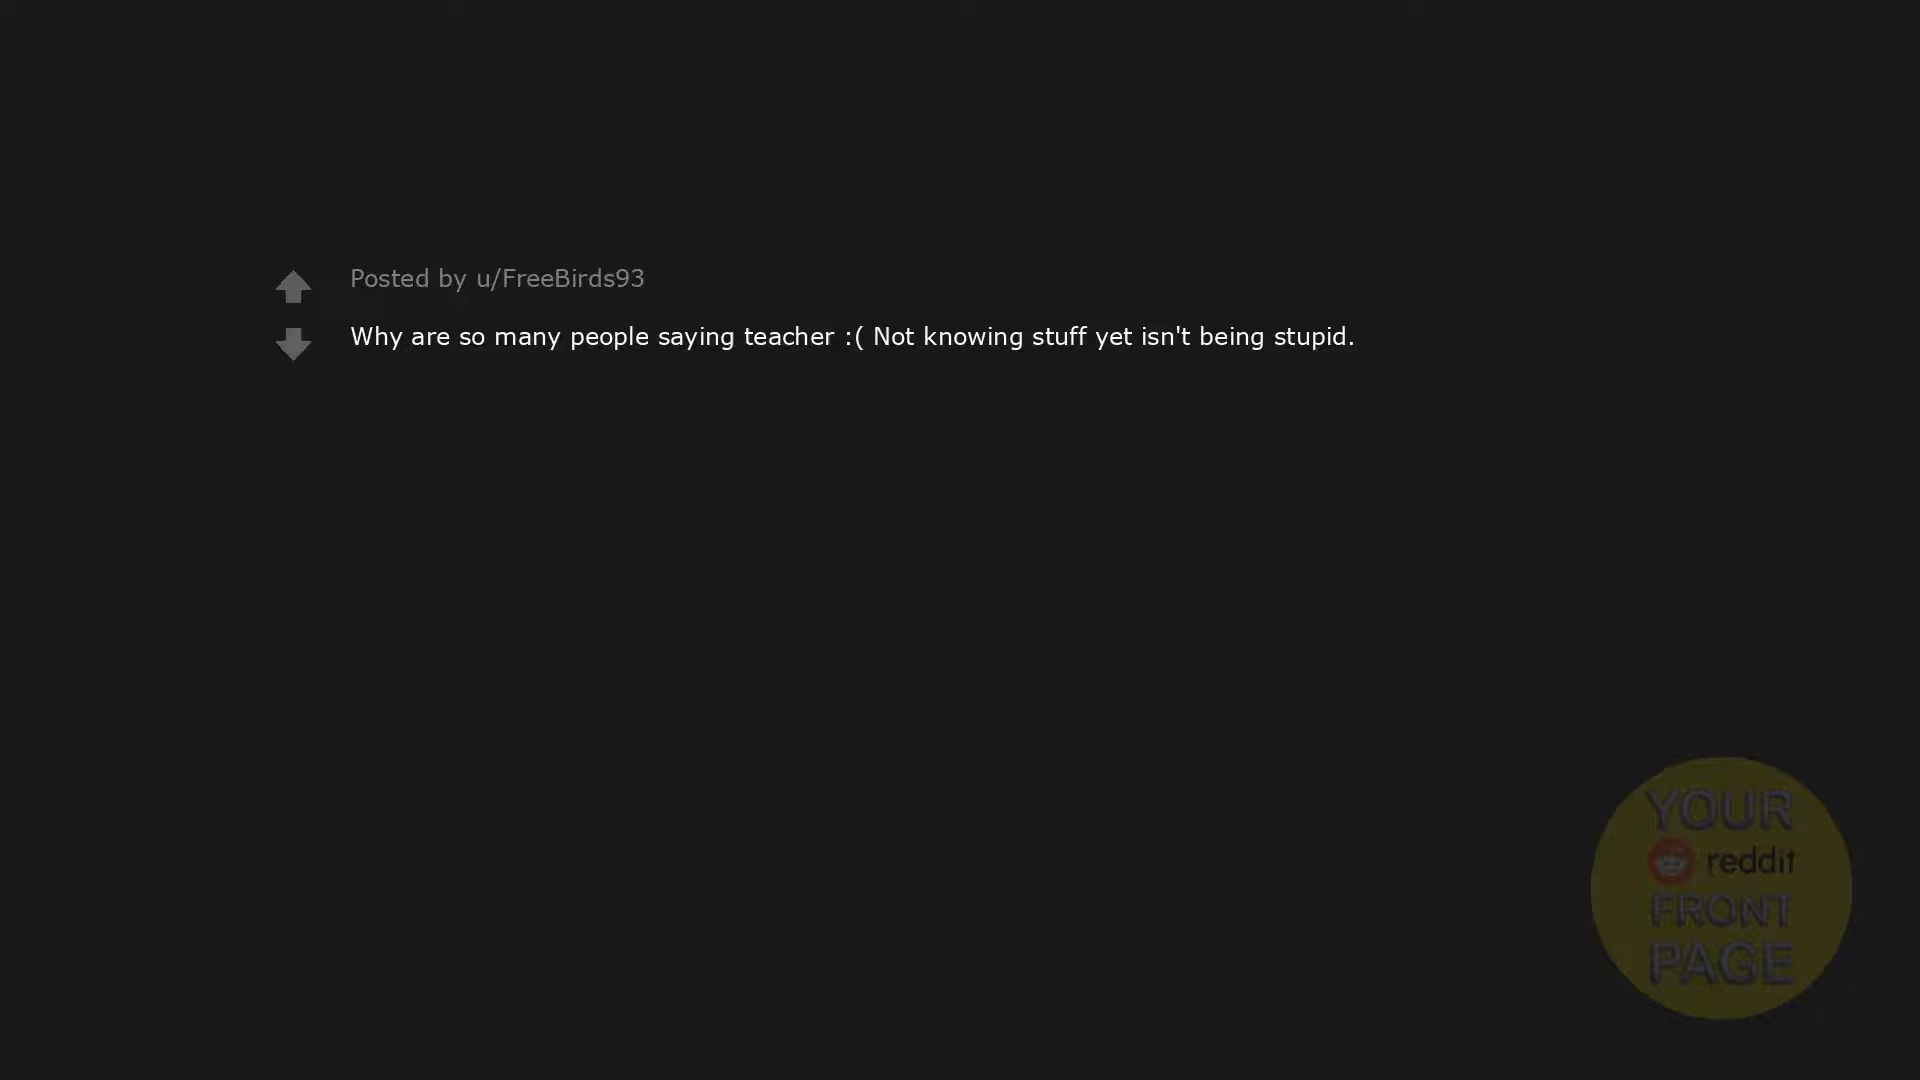 Posted by u/FreeBirds93
Why are so many people saying teacher :( Not knowing stuff yet isn't being stupid.
YOUR
reddit
FRONT
PAGE